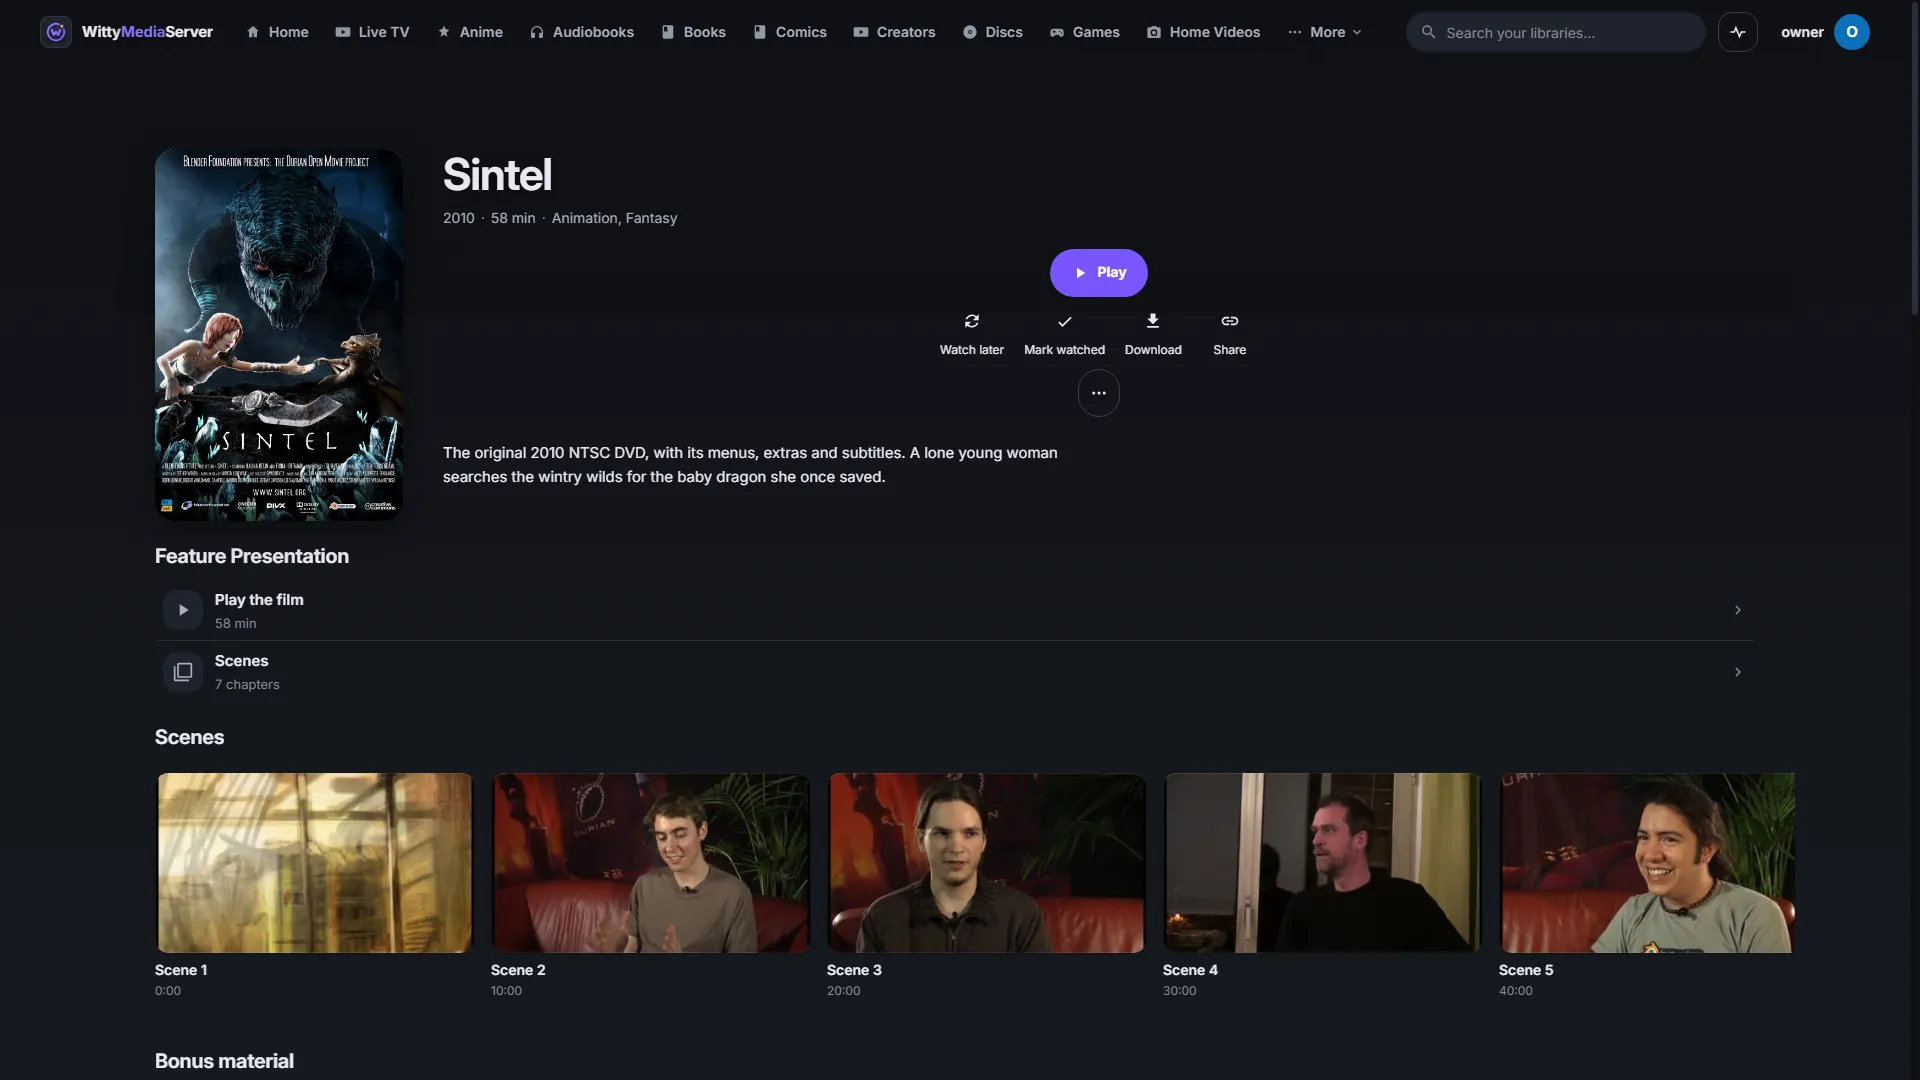 WittyMediaServer
Home
Live TV
Anime
Audiobooks
Books
Comics
Creators
Discs
Games
Home Videos
More
Search your libraries...
owner
O
BLENDER FOUNDATION PRESENTS: THE DURIAN OPEN MOVIE PROJECT
SINTEL
WWW.SINTEL.ORG
DIVX
Sintel
2010 · 58 min · Animation, Fantasy
Play
Watch later
Mark watched
Download
Share
The original 2010 NTSC DVD, with its menus, extras and subtitles. A lone young woman
searches the wintry wilds for the baby dragon she once saved.
Feature Presentation
Play the film
58 min
Scenes
7 chapters
Scenes
DURIAN
Scene 1
0:00
Scene 2
10:00
Scene 3
20:00
Scene 4
30:00
Scene 5
40:00
Bonus material